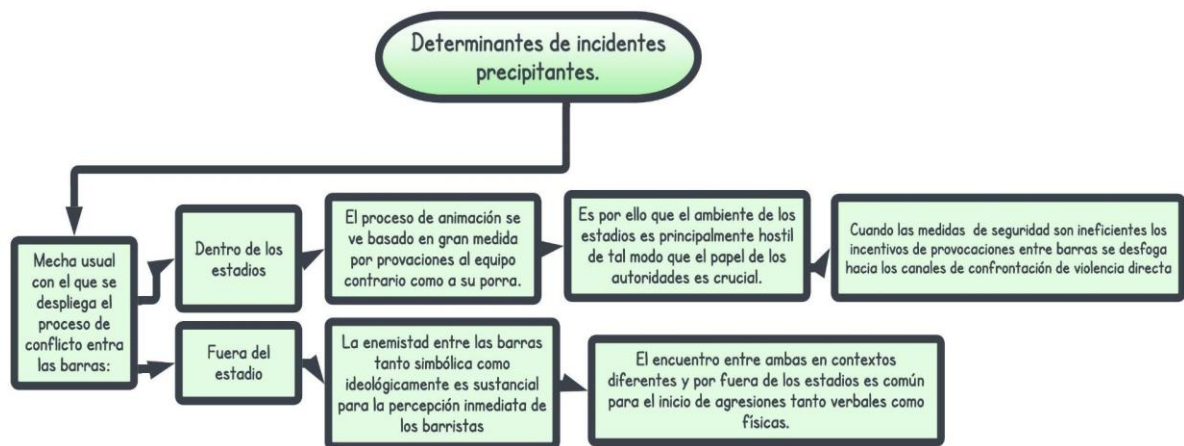 Determinantes de incidentes
precipitantes.
Mecha usual
con el que se
despliega el
proceso de
conflicto entra
las barras:
Dentro de los
estadios
El proceso de animación se
ve basado en gran medida
por provaciones al equipo
contrario como a su porra.
Es por ello que el ambiente de los
estadios es principalmente hostil
de tal modo que el papel de los
autoridades es crucial.
Cuando las medidas de seguridad son ineficientes los
incentivos de provocaciones entre barras se desfoga
hacia los canales de confrontación de violencia directa
Fuera del
estadio
La enemistad entre las barras
tanto simbólica como
ideológicamente es sustancial
para la percepción inmediata de
los barristas
El encuentro entre ambas en contextos
diferentes y por fuera de los estadios es común
para el inicio de agresiones tanto verbales como
físicas.